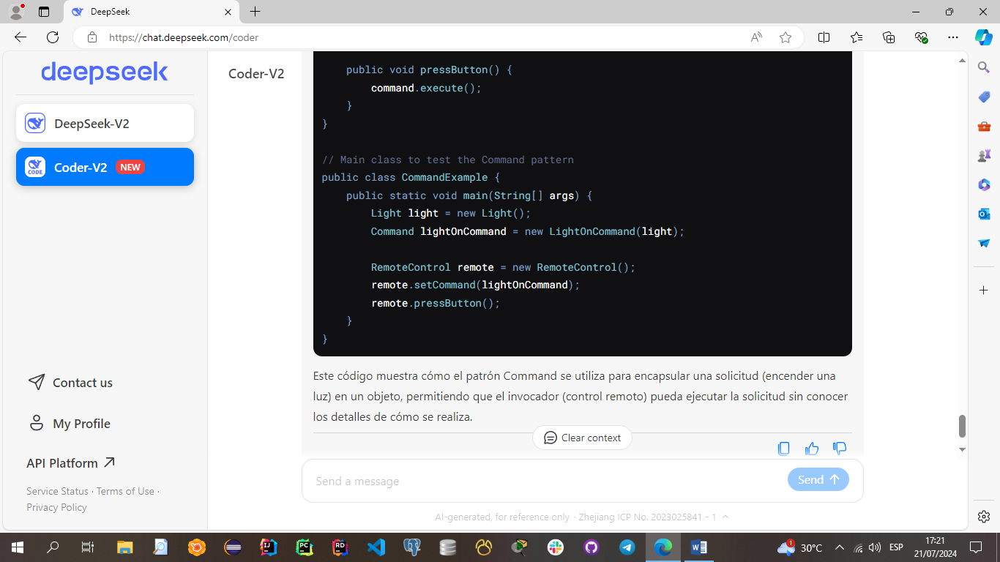 DeepSeek
https://chat.deepseek.com/coder
deepseek
DeepSeek-V2
CODE
Coder-V2 NEW
Contact us
My Profile
API Platform
Service Status · Terms of Use ·
Privacy Policy
Coder-V2
public void pressButton() {
command.execute();
}
}
// Main class to test the Command pattern
public class CommandExample {
public static void main(String[] args) {
Light light = new Light();
Command lightOnCommand = new LightOnCommand(light);
RemoteControl remote = new RemoteControl();
remote.setCommand(lightOnCommand);
remote.pressButton();
}
}
Este código muestra cómo el patrón Command se utiliza para encapsular una solicitud (encender una
luz) en un objeto, permitiendo que el invocador (control remoto) pueda ejecutar la solicitud sin conocer
los detalles de cómo se realiza.
Clear context
Send a message
Send
AI-generated, for reference only · Zhejiang ICP No. 2023025841 - 1
1
30°C
ESP
17:21
21/07/2024